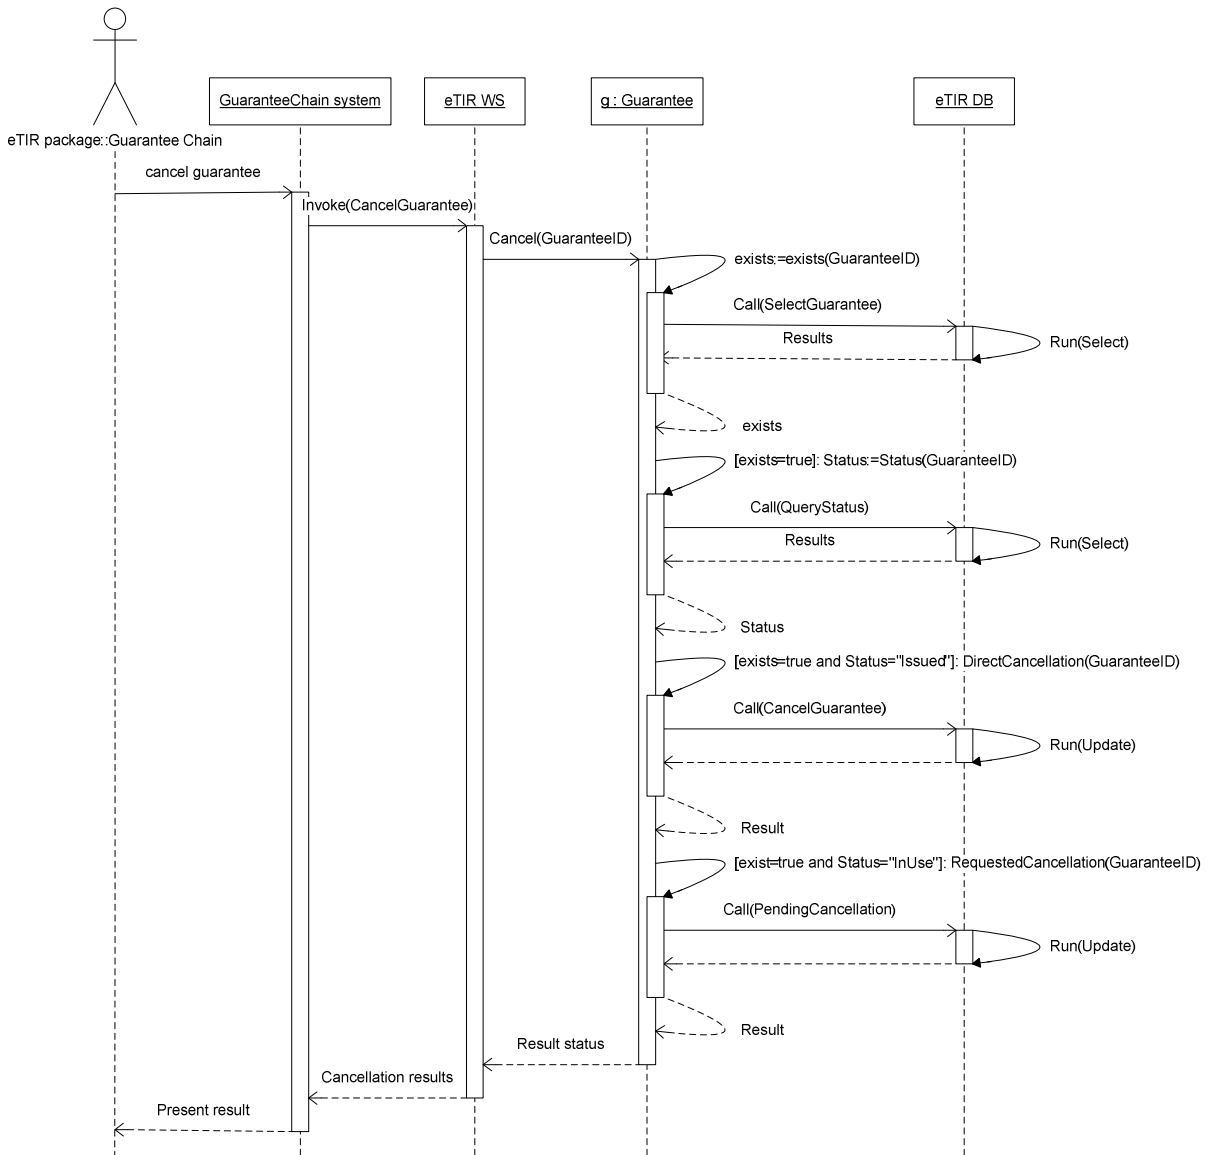 GuaranteeChain system
eTIR WS
g : Guarantee
eTIR DB
eTIR package::Guarantee Chain
cancel guarantee
Invoke(CancelGuarantee)
Cancel(GuaranteeID)
exists:=exists(GuaranteeID)
Call(SelectGuarantee)
Results
Run(Select)
exists
[exists=true]: Status:=Status(GuaranteeID)
Call(QueryStatus)
Results
Run(Select)
Status
[exists=true and Status="Issued"]: DirectCancellation(GuaranteeID)
Call(CancelGuarantee)
Run(Update)
Result
[exist=true and Status="InUse"]: RequestedCancellation(GuaranteeID)
Call(PendingCancellation)
Run(Update)
Result
Result status
Cancellation results
Present result